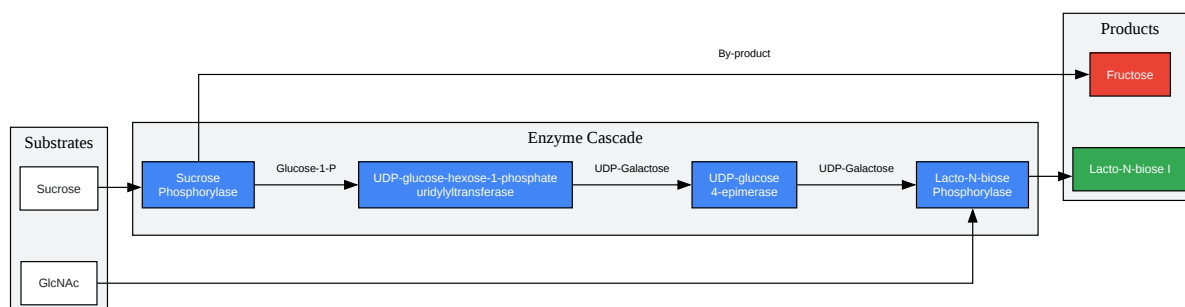 Products
By-product
Fructose
Substrates
Enzyme Cascade
Sucrose
Sucrose
Phosphorylase
Glucose-1-P
UDP-glucose-hexose-1-phosphate
uridylyltransferase
UDP-Galactose
UDP-glucose
4-epimerase
UDP-Galactose
Lacto-N-biose
Phosphorylase
Lacto-N-biose I
GlcNAc